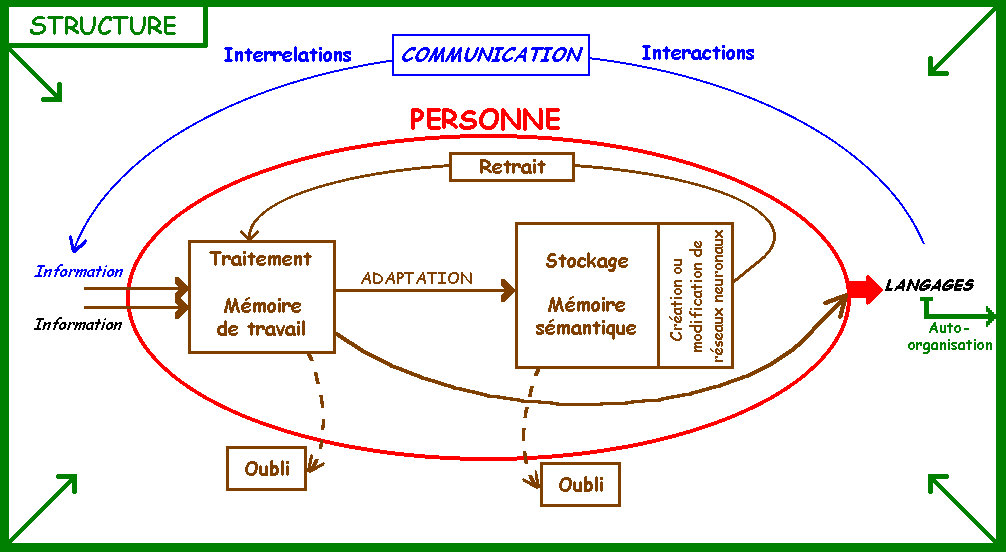 STRUCTURE
Interrelations
COMMUNICATION
Interactions
PERSONNE
Retrait
Information
Information
Traitement
Mémoire
de travail
ADAPTATION
Stockage
Mémoire
sémantique
Création ou
modification de
réseaux neuronaux
LANGAGES
Auto-
organisation
Oubli
Oubli